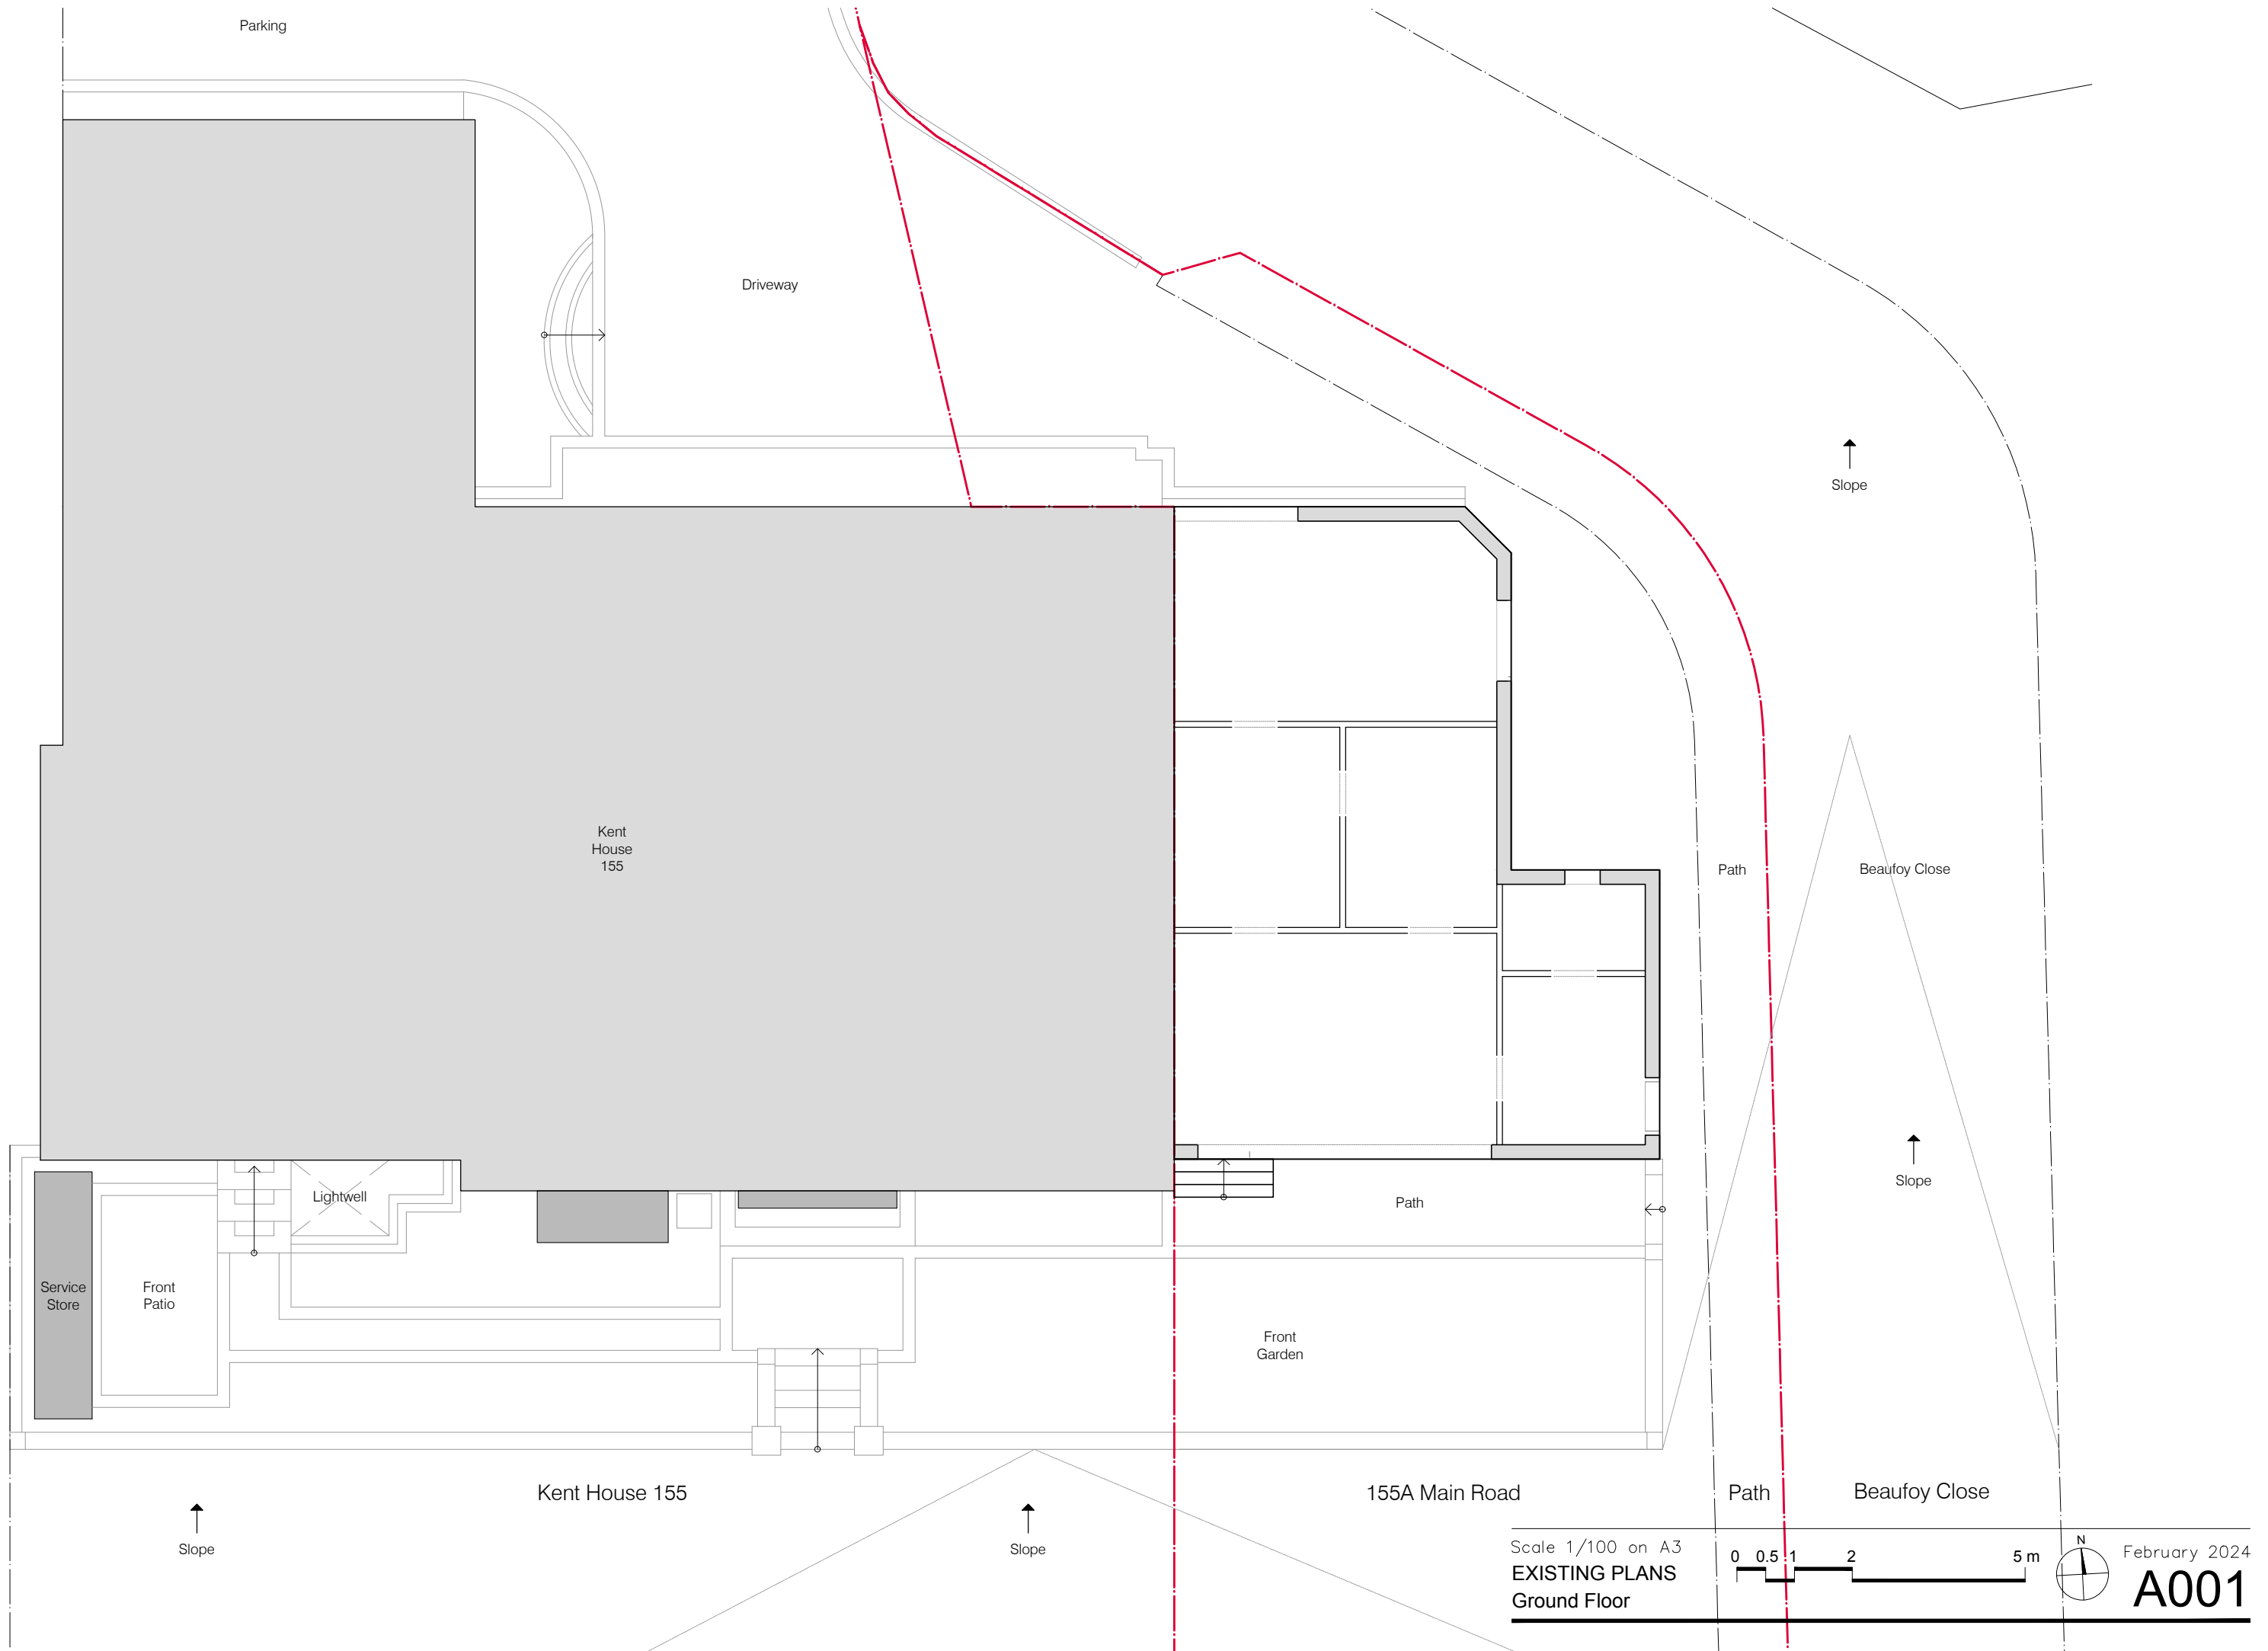 Parking
Driveway
Slope
Kent
House
155
Path
Beaufoy Close
Lightwell
Path
Slope
Service
Store
Front
Patio
Front
Garden
Kent House 155
155A Main Road
Path
Beaufoy Close
Slope
Slope
Scale 1/100 on A3
EXISTING PLANS
Ground Floor
0 0.5 1 2 5 m
N
February 2024
A001